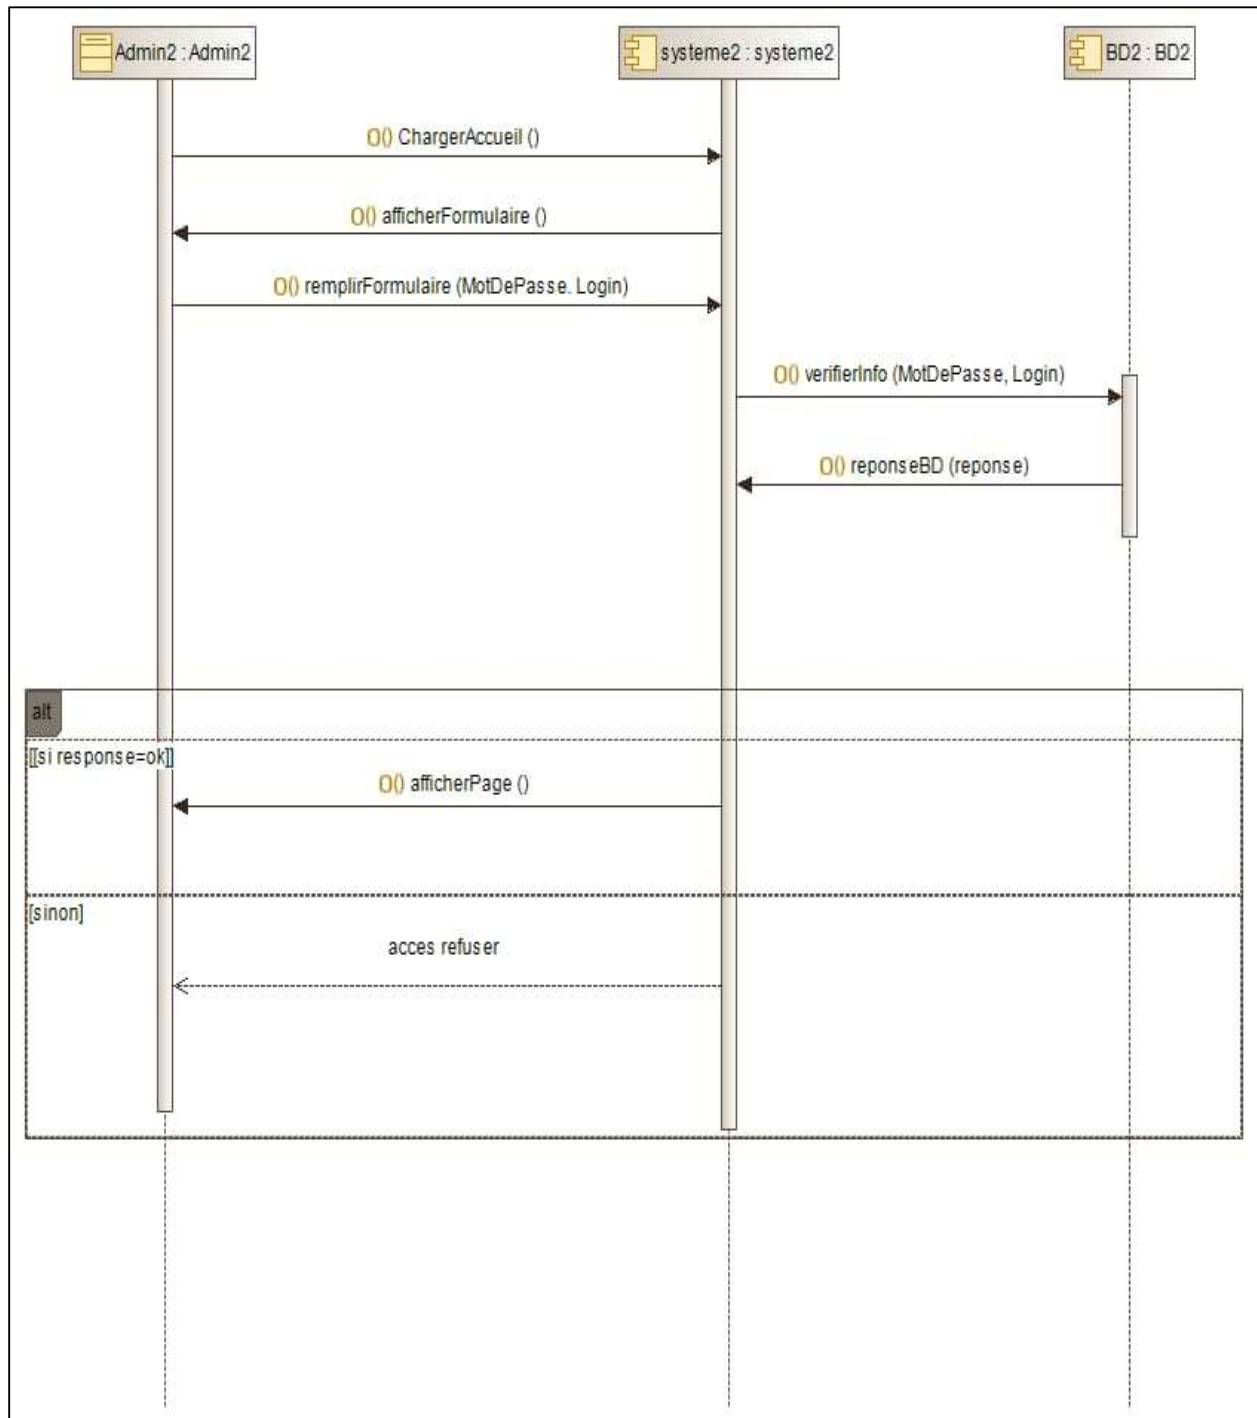 Admin2 : Admin2
systeme2 : systeme2
BD2 : BD2
O() ChargerAccueil ()
O() afficherFormulaire ()
O() remplirFormulaire (MotDePasse. Login)
O() verifierInfo (MotDePasse, Login)
O() reponseBD (reponse)
alt
[[si response=ok]]
O() afficherPage ()
[sinon]
acces refuser